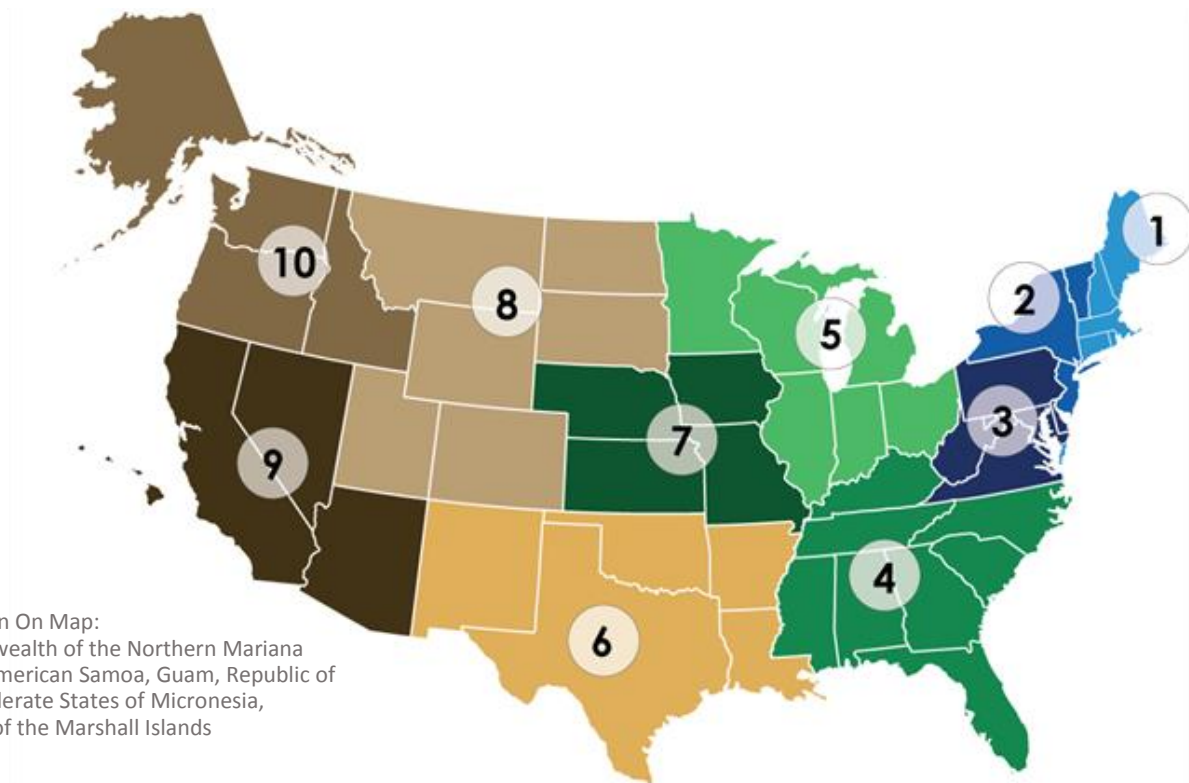 1
2
3
4
5
6
7
8
9
10
n On Map:
wealth of the Northern Mariana
merican Samoa, Guam, Republic of
lerate States of Micronesia,
of the Marshall Islands